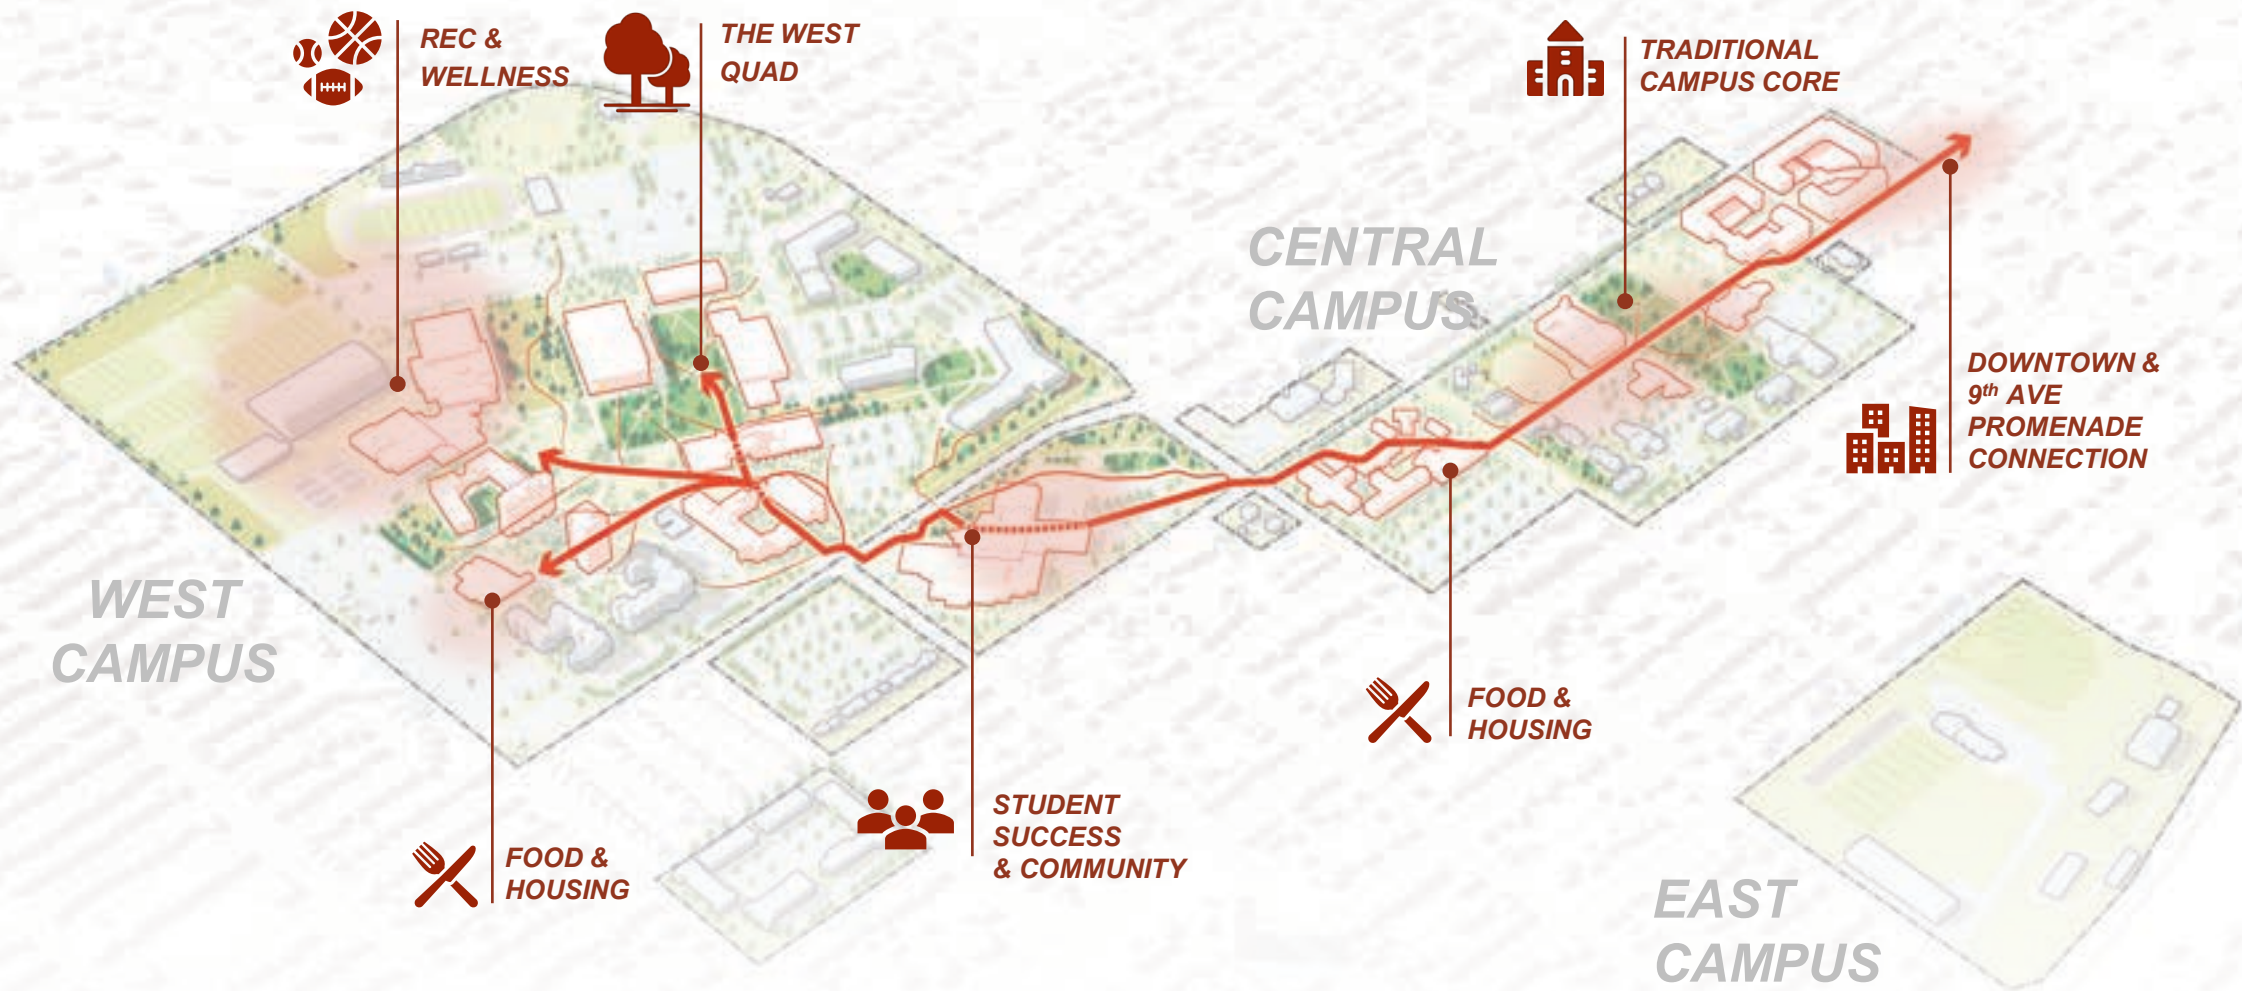 REC &
WELLNESS
THE WEST
QUAD
TRADITIONAL
CAMPUS CORE
CENTRAL
CAMPUS
DOWNTOWN &
9th AVE
PROMENADE
CONNECTION
WEST
CAMPUS
FOOD &
HOUSING
STUDENT
SUCCESS
& COMMUNITY
FOOD &
HOUSING
EAST
CAMPUS